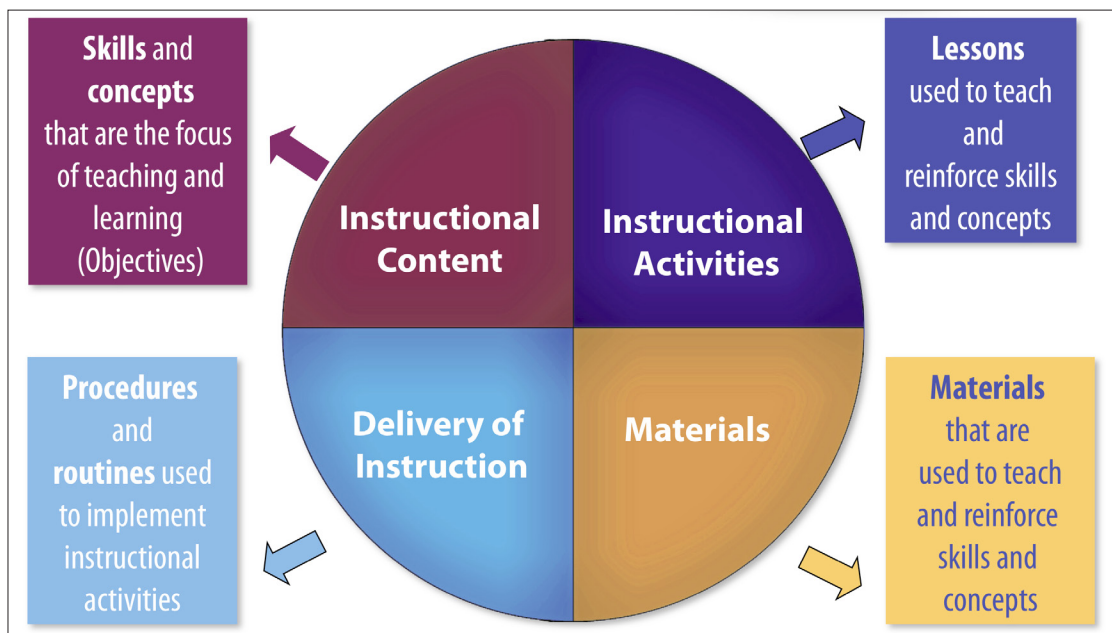 Skills and
concepts
that are the focus
of teaching and
learning
(Objectives)
Instructional
Content
Instructional
Activities
Lessons
used to teach
and
reinforce skills
and concepts
Procedures
and
routines used
to implement
instructional
activities
Delivery of
Instruction
Materials
Materials
that are
used to teach
and reinforce
skills and
concepts